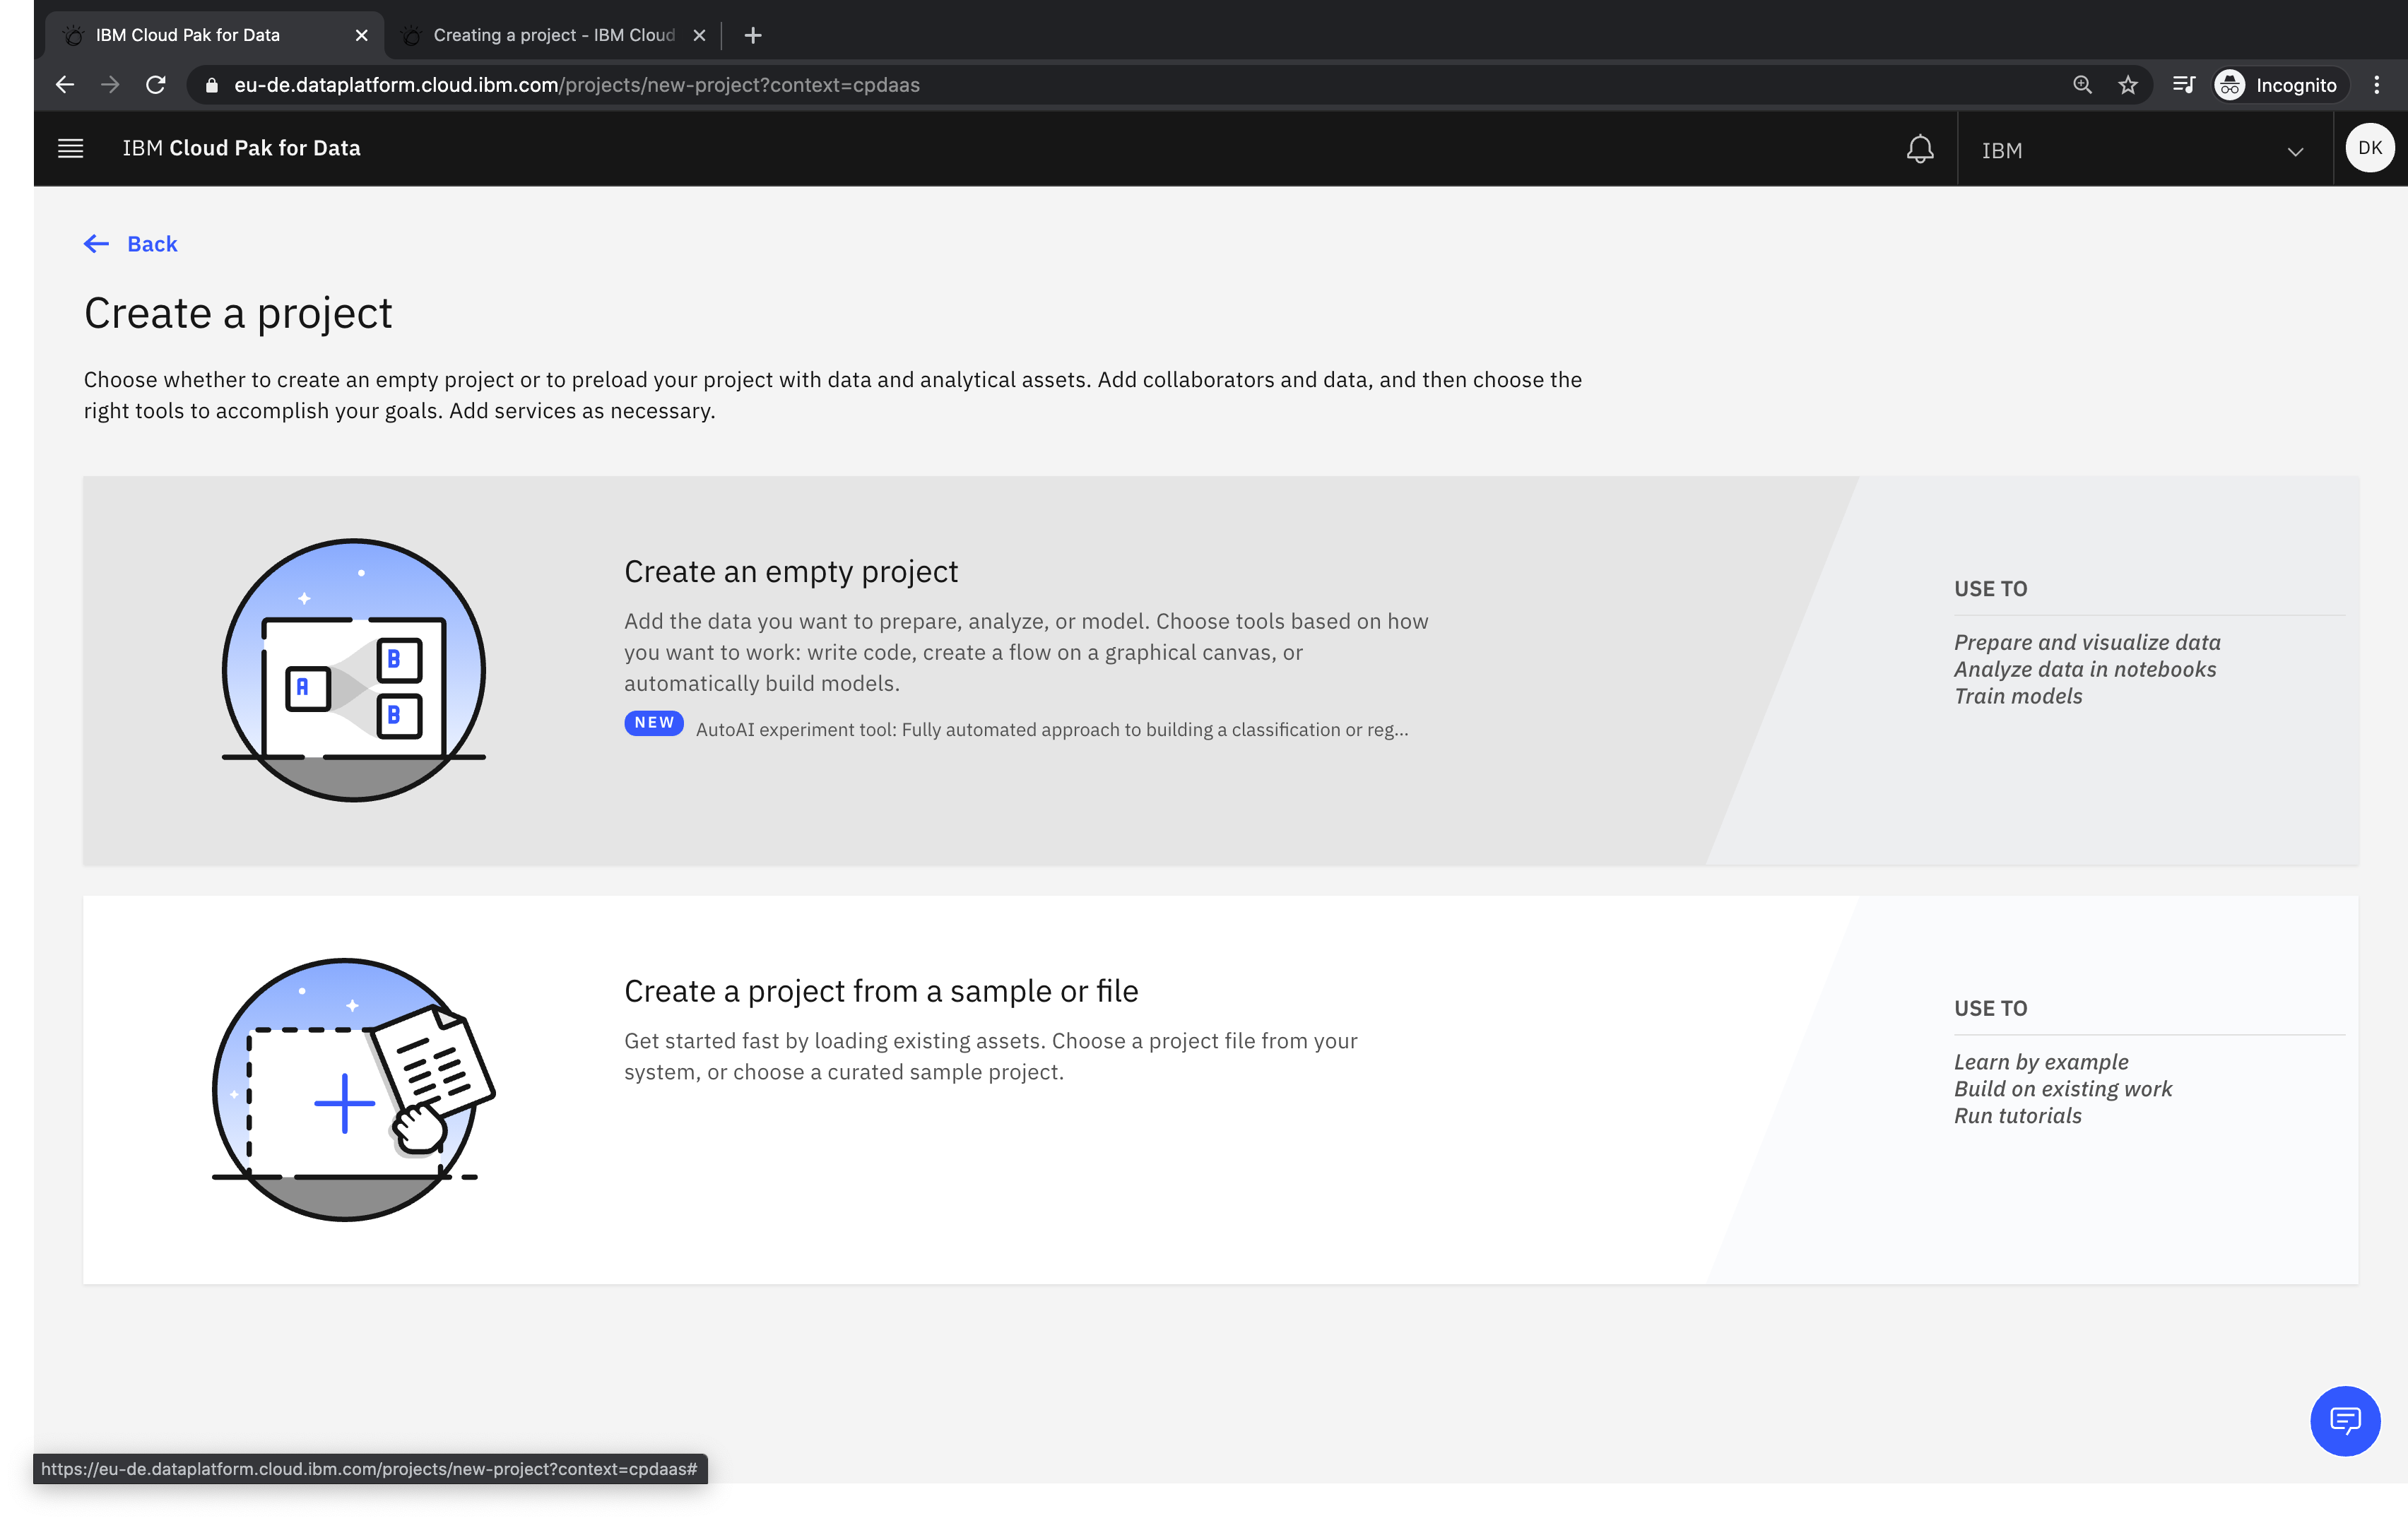 IBM Cloud Pak for Data
Creating a project - IBM Cloud
eu-de.dataplatform.cloud.ibm.com/projects/new-project?context=cpdaas
Incognito
IBM Cloud Pak for Data
IBM
DK
Back
Create a project
Choose whether to create an empty project or to preload your project with data and analytical assets. Add collaborators and data, and then choose the
right tools to accomplish your goals. Add services as necessary.
Create an empty project
Add the data you want to prepare, analyze, or model. Choose tools based on how
you want to work: write code, create a flow on a graphical canvas, or
automatically build models.
NEW AutoAI experiment tool: Fully automated approach to building a classification or reg...
A
B
B
USE TO
Prepare and visualize data
Analyze data in notebooks
Train models
Create a project from a sample or file
Get started fast by loading existing assets. Choose a project file from your
system, or choose a curated sample project.
USE TO
Learn by example
Build on existing work
Run tutorials
https://eu-de.dataplatform.cloud.ibm.com/projects/new-project?context=cpdaas#